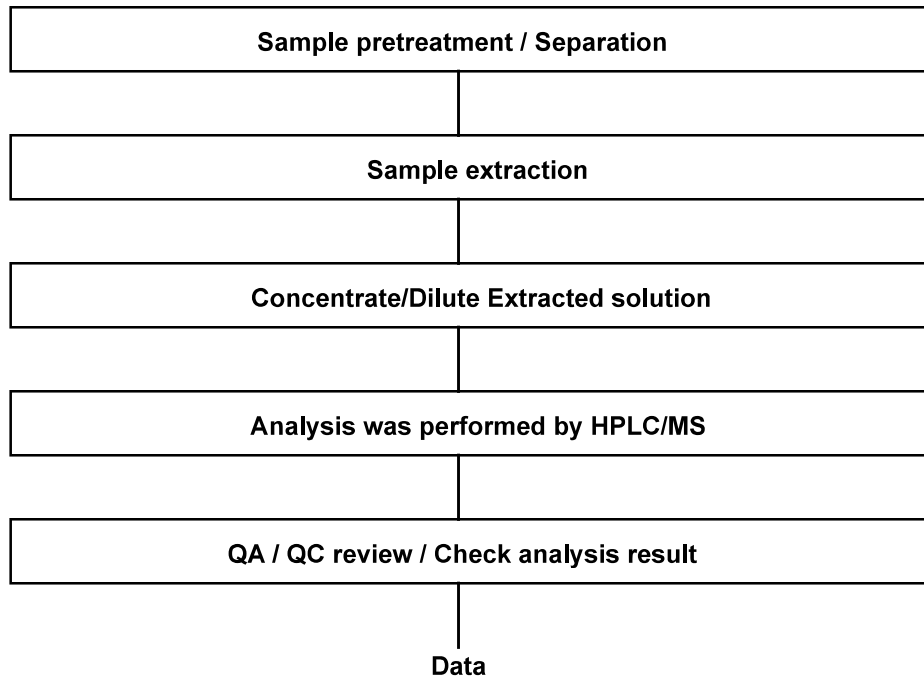 Sample pretreatment / Separation
Sample extraction
Concentrate/Dilute Extracted solution
Analysis was performed by HPLC/MS
QA / QC review / Check analysis result
Data